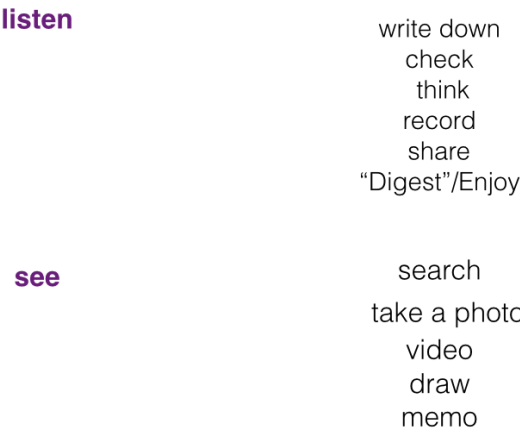 listen
write down
check
think
record
share
“Digest”/Enjoy
see
search
take a photo
video
draw
memo